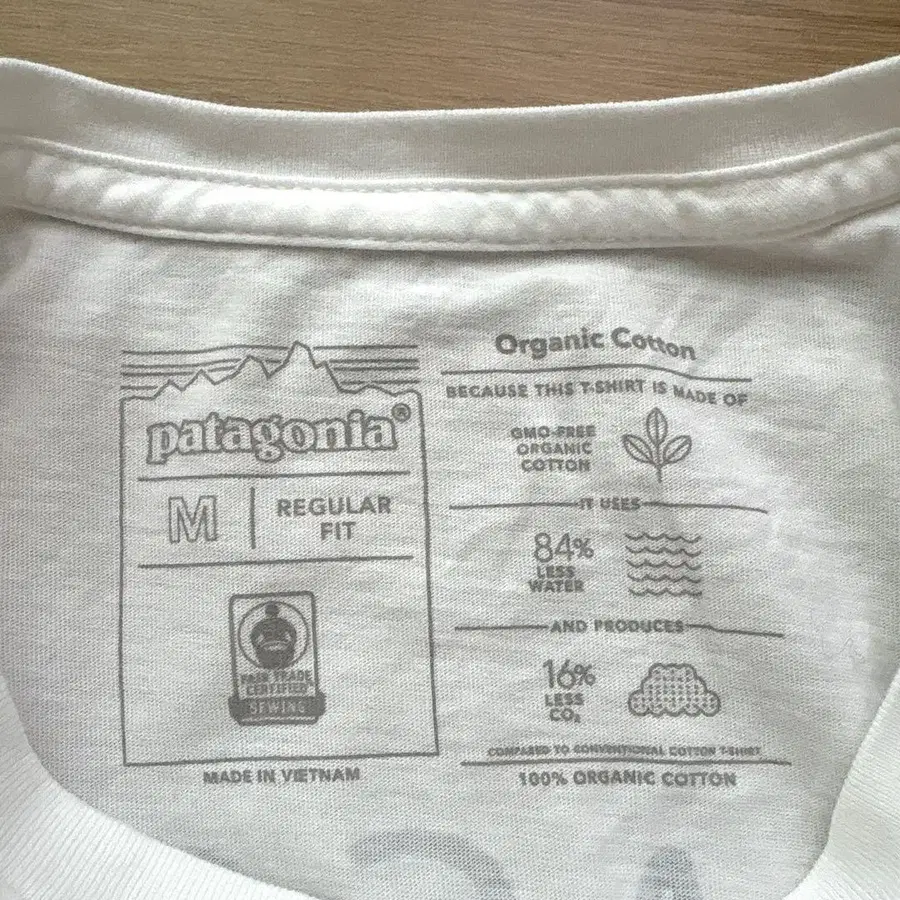 patagonia®
M
REGULAR
FIT
FAIR TRADE
CERTIFIED
SEWING
MADE IN VIETNAM
Organic Cotton
BECAUSE THIS T-SHIRT IS MADE OF
GMO-FREE
ORGANIC
COTTON
IT USES
84%
LESS
WATER
AND PRODUCES
16%
LESS
CO₂
COMPARED TO CONVENTIONAL COTTON T-SHIRT
100% ORGANIC COTTON